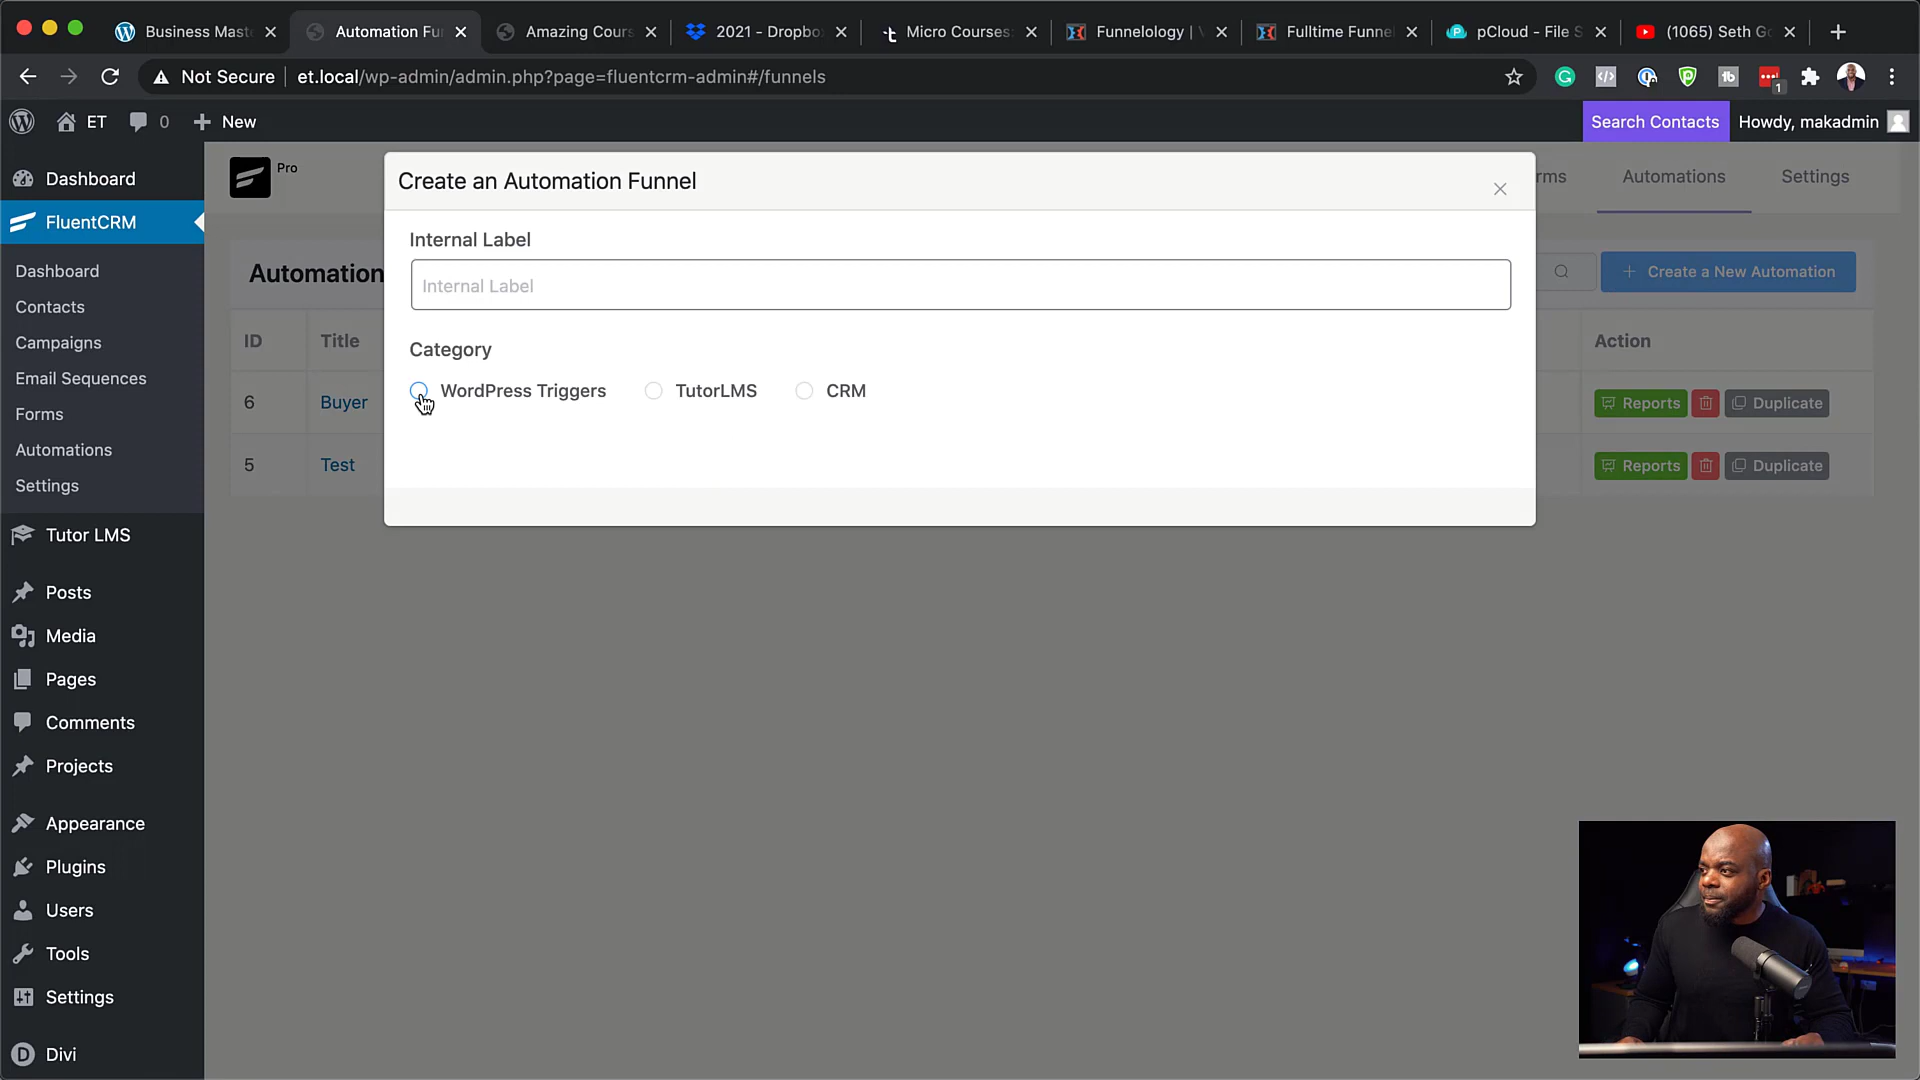 Business Mast
Automation Fu
Amazing Cours
2021 - Dropbo
Micro Courses
Funnelology | V
Fulltime Funne
pCloud - File S
(1065) Seth Go
Not Secure
et.local/wp-admin/admin.php?page=fluentcrm-admin#/funnels
1
ET
0
New
Search Contacts
Howdy, makadmin
Dashboard
FluentCRM
Dashboard
Contacts
Campaigns
Email Sequences
Forms
Automations
Settings
Tutor LMS
Posts
Media
Pages
Comments
Projects
Appearance
Plugins
Users
Tools
Settings
Divi
Pro
rms
Automations
Settings
Create an Automation Funnel
Internal Label
Internal Label
Category
WordPress Triggers
TutorLMS
CRM
Automation
Create a New Automation
ID
Title
Action
6
Buyer
Reports
Duplicate
5
Test
Reports
Duplicate